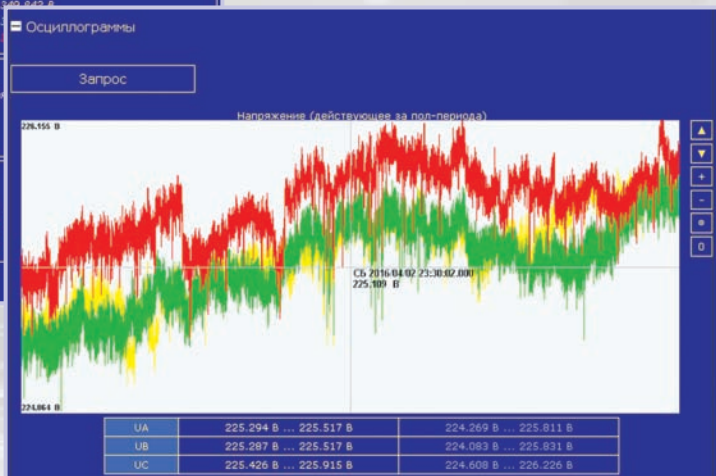 Осциллограммы
Запрос
Напряжение (действующее за пол-периода)
226.155 В
СБ 2016/04/02 23:30:02.000
225.109 В
224.064 В
+
-
0
UA 225.294 В ... 225.517 В 224.269 В ... 225.811 В
UB 225.287 В ... 225.517 В 224.083 В ... 225.831 В
UC 225.426 В ... 225.915 В 224.608 В ... 226.226 В